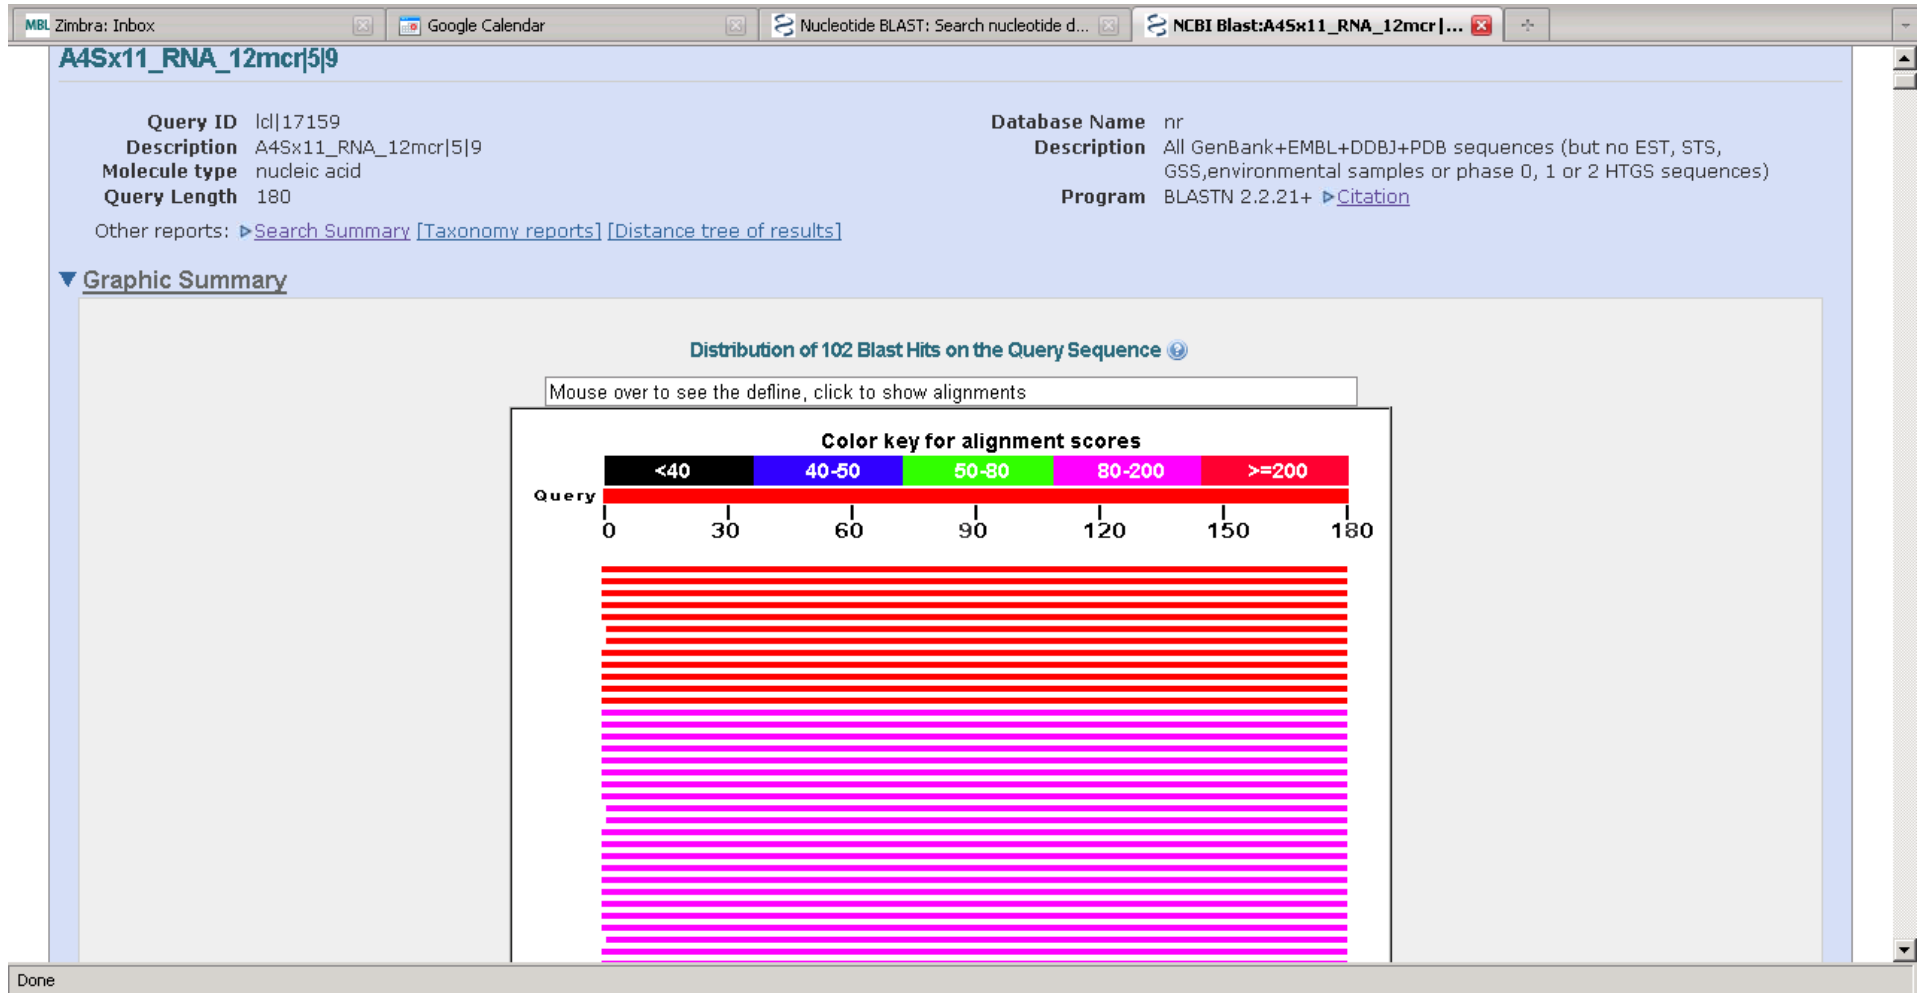 MBL Zimbra: Inbox
Google Calendar
Nucleotide BLAST: Search nucleotide d...
NCBI Blast:A4Sx11_RNA_12mcr|...
A4Sx11_RNA_12mcr|5|9
Query ID lcl|17159
Description A4Sx11_RNA_12mcr|5|9
Molecule type nucleic acid
Query Length 180
Database Name nr
Description All GenBank+EMBL+DDBJ+PDB sequences (but no EST, STS,
GSS,environmental samples or phase 0, 1 or 2 HTGS sequences)
Program BLASTN 2.2.21+ Citation
Other reports: Search Summary [Taxonomy reports] [Distance tree of results]
Graphic Summary
Distribution of 102 Blast Hits on the Query Sequence ?
Mouse over to see the defline, click to show alignments
Color key for alignment scores
<40 40-50 50-80 80-200 >=200
Query
0 30 60 90 120 150 180
Done